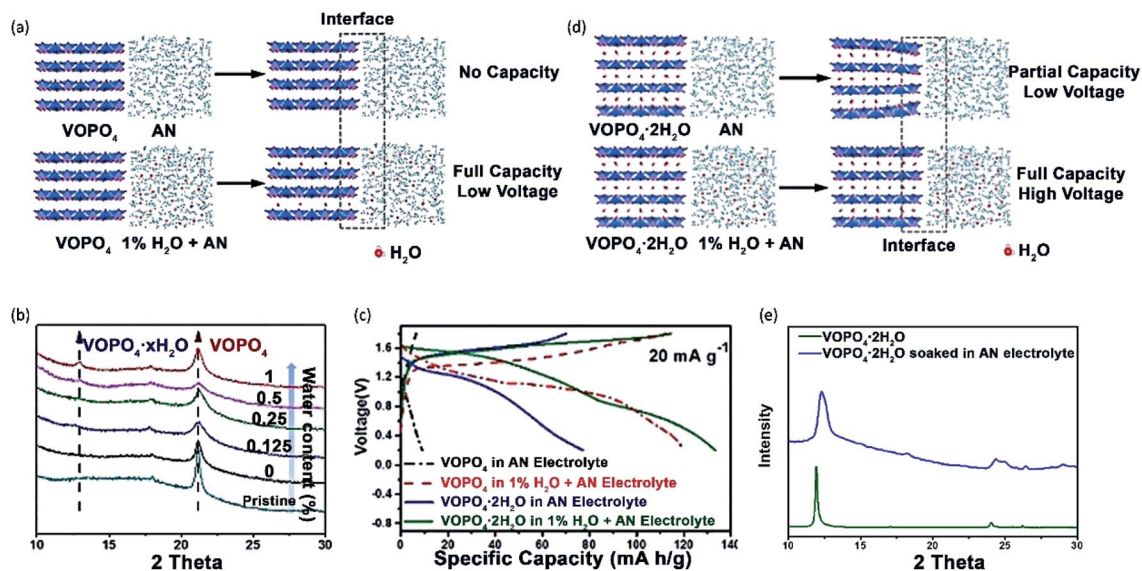 (a)
Interface
No Capacity
VOPO₄ AN
Full Capacity
Low Voltage
VOPO₄ 1% H₂O + AN
H₂O
(d)
Partial Capacity
Low Voltage
VOPO₄·2H₂O AN
Full Capacity
High Voltage
VOPO₄·2H₂O 1% H₂O + AN
Interface
H₂O
(b)
VOPO₄·xH₂O VOPO₄
1
0.5
0.25
0.125
0
Pristine
Water content (%)
10 15 20 25 30
2 Theta
(c)
20 mA g⁻¹
Voltage(V)
1.6
1.2
0.8
0.4
0.0
-0.4
-0.8
VOPO₄ in AN Electrolyte
VOPO₄ in 1% H₂O + AN Electrolyte
VOPO₄·2H₂O in AN Electrolyte
VOPO₄·2H₂O in 1% H₂O + AN Electrolyte
0 20 40 60 80 100 120 140
Specific Capacity (mA h/g)
(e)
VOPO₄·2H₂O
VOPO₄·2H₂O soaked in AN electrolyte
Intensity
10 15 20 25 30
2 Theta